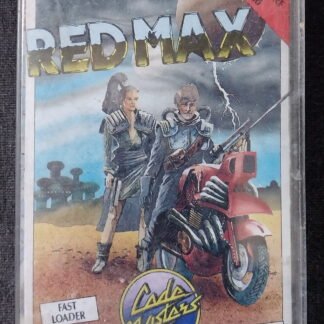 RED MAX
FAST
LOADER
Code
Masters